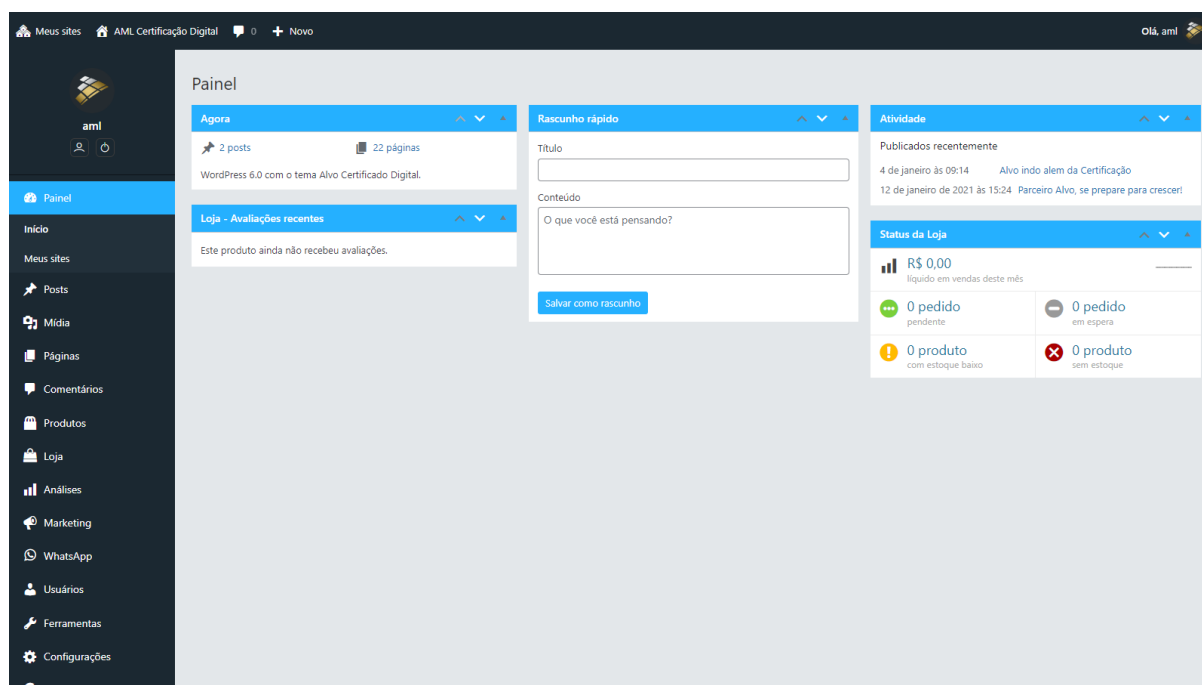 Meus sites AML Certificação Digital 0 Novo Olá, aml
aml
Painel
Início
Meus sites
Posts
Mídia
Páginas
Comentários
Produtos
Loja
Análises
Marketing
WhatsApp
Usuários
Ferramentas
Configurações
Painel
Agora
2 posts 22 páginas
WordPress 6.0 com o tema Alvo Certificado Digital.
Loja - Avaliações recentes
Este produto ainda não recebeu avaliações.
Rascunho rápido
Título
Conteúdo
O que você está pensando?
Salvar como rascunho
Atividade
Publicados recentemente
4 de janeiro às 09:14 Alvo indo alem da Certificação
12 de janeiro de 2021 às 15:24 Parceiro Alvo, se prepare para crescer!
Status da Loja
R$ 0,00
líquido em vendas deste mês
0 pedido
pendente
0 pedido
em espera
0 produto
com estoque baixo
0 produto
sem estoque